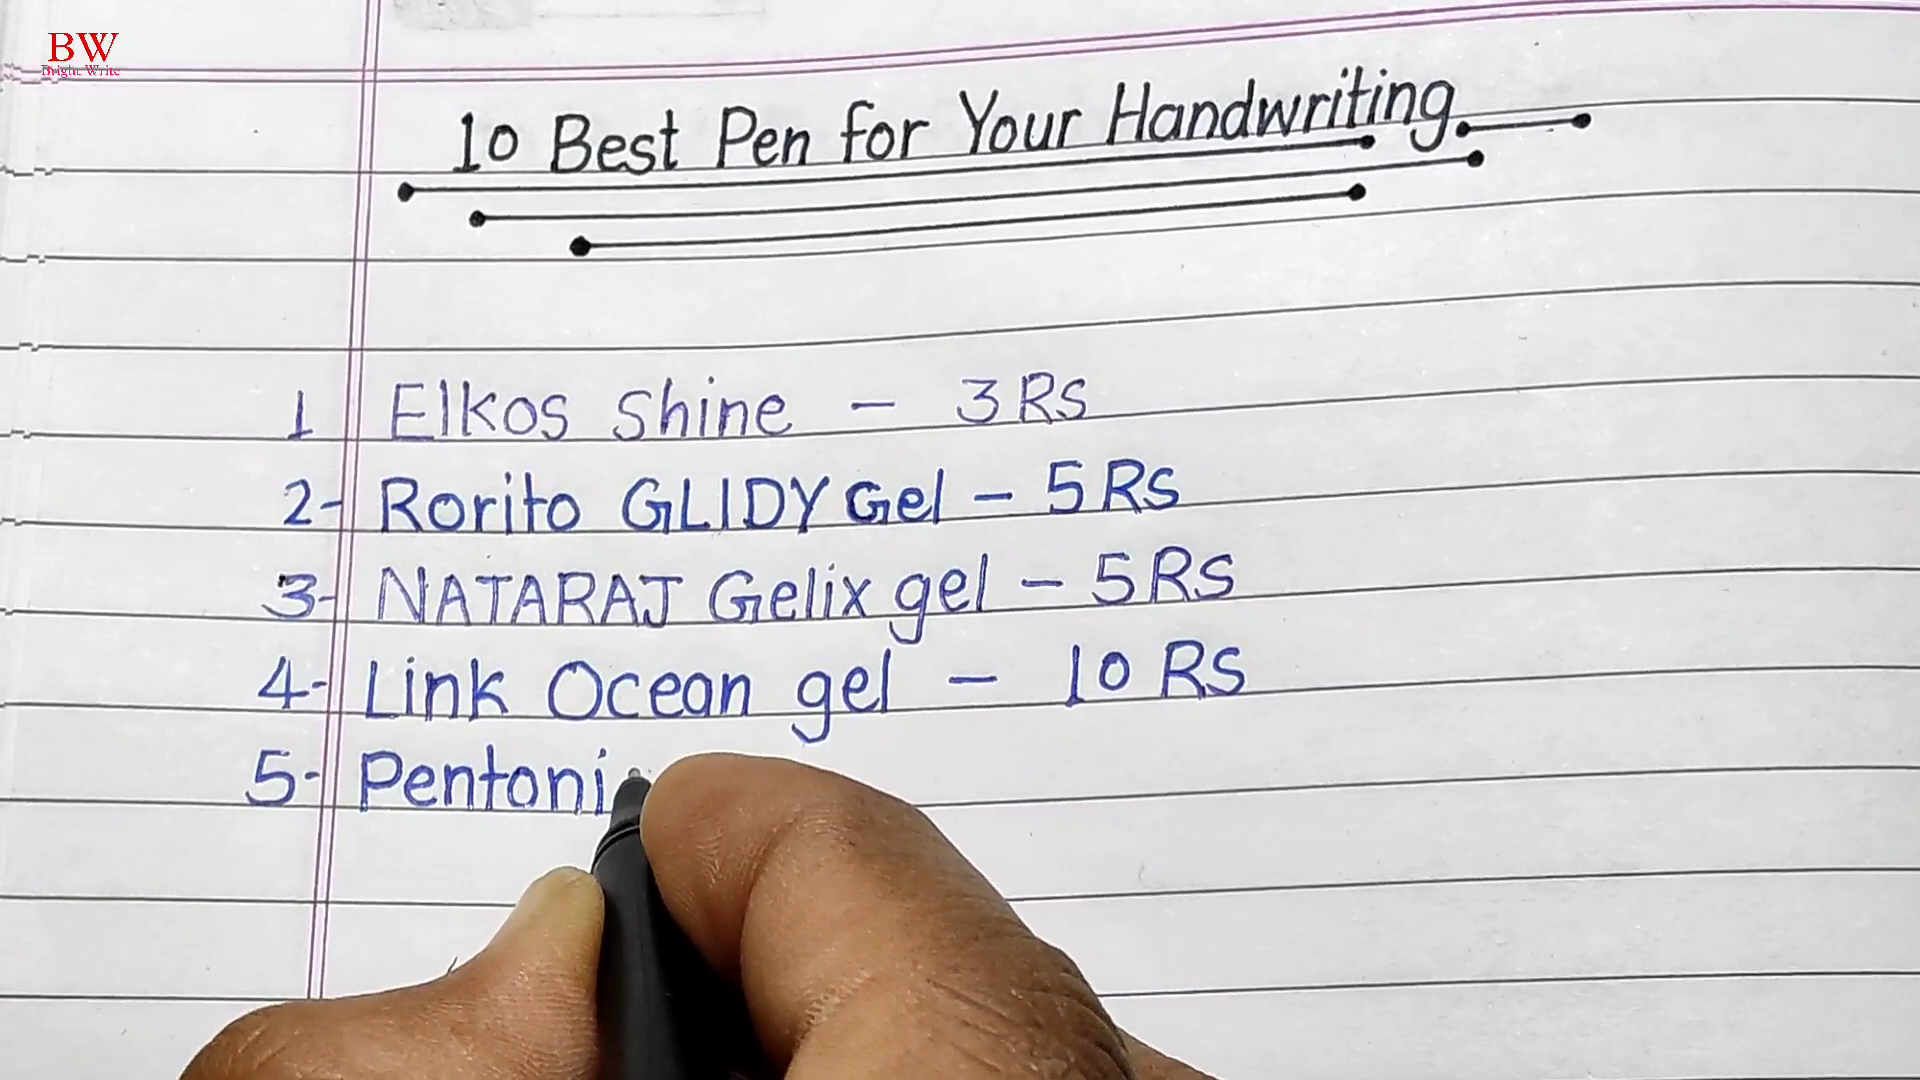 BW
Bright Write
10 Best Pen for Your Handwriting.
1 Elkos Shine - 3 Rs
2- Rorito GLIDY Gel - 5 Rs
3- NATARAJ Gelix gel - 5 Rs
4- Link Ocean gel - 10 Rs
5- Pentoni